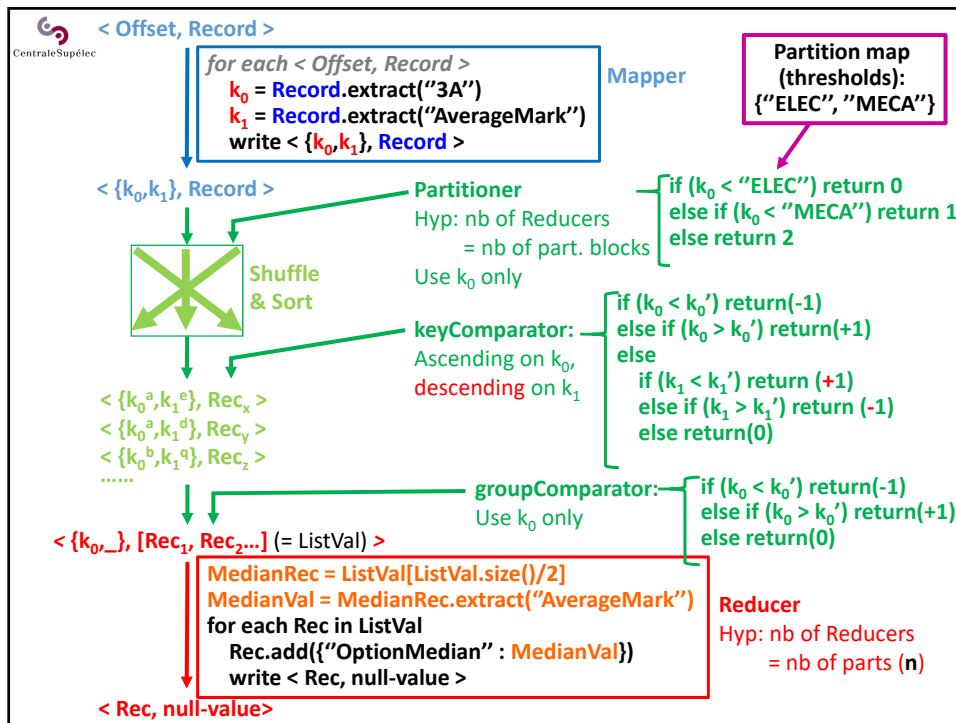 CentraleSupélec
< Offset, Record >
for each < Offset, Record >
k₀ = Record.extract(‘’3A’’)
k₁ = Record.extract(‘’AverageMark’’)
write < {k₀,k₁}, Record >
Mapper
Partition map
(thresholds):
{‘’ELEC’’, ‘’MECA’’}
< {k₀,k₁}, Record >
Partitioner
Hyp: nb of Reducers
= nb of part. blocks
Use k₀ only
if (k₀ < ‘’ELEC’’) return 0
else if (k₀ < ‘’MECA’’) return 1
else return 2
Shuffle
& Sort
keyComparator:
Ascending on k₀,
descending on k₁
if (k₀ < k₀’) return(-1)
else if (k₀ > k₀’) return(+1)
else
if (k₁ < k₁’) return (+1)
else if (k₁ > k₁’) return (-1)
else return(0)
< {k₀ᵃ,k₁ᵉ}, Recₓ >
< {k₀ᵃ,k₁ᵈ}, Rec_y >
< {k₀ᵇ,k₁^q}, Rec_z >
……
groupComparator:
Use k₀ only
if (k₀ < k₀’) return(-1)
else if (k₀ > k₀’) return(+1)
else return(0)
< {k₀,_}, [Rec₁, Rec₂…] (= ListVal) >
MedianRec = ListVal[ListVal.size()/2]
MedianVal = MedianRec.extract(‘’AverageMark’’)
for each Rec in ListVal
Rec.add({‘’OptionMedian’’ : MedianVal})
write < Rec, null-value >
Reducer
Hyp: nb of Reducers
= nb of parts (n)
< Rec, null-value>